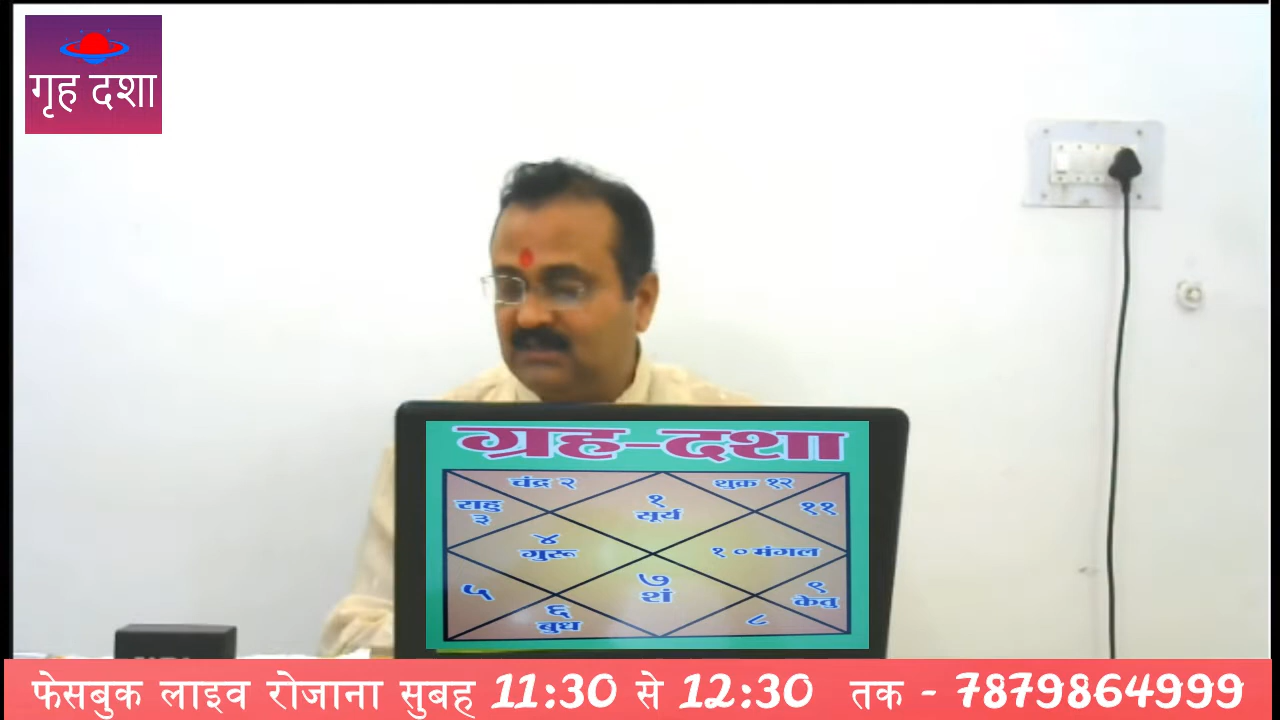 गृह दशा
ग्रह-दशा
चंद्र २
शुक्र १२
राहु
३
१
सूर्य
११
४
गुरू
१० मंगल
५
७
शं
९
केतु
६
बुध
८
फेसबुक लाइव रोजाना सुबह 11:30 से 12:30 तक - 7879864999